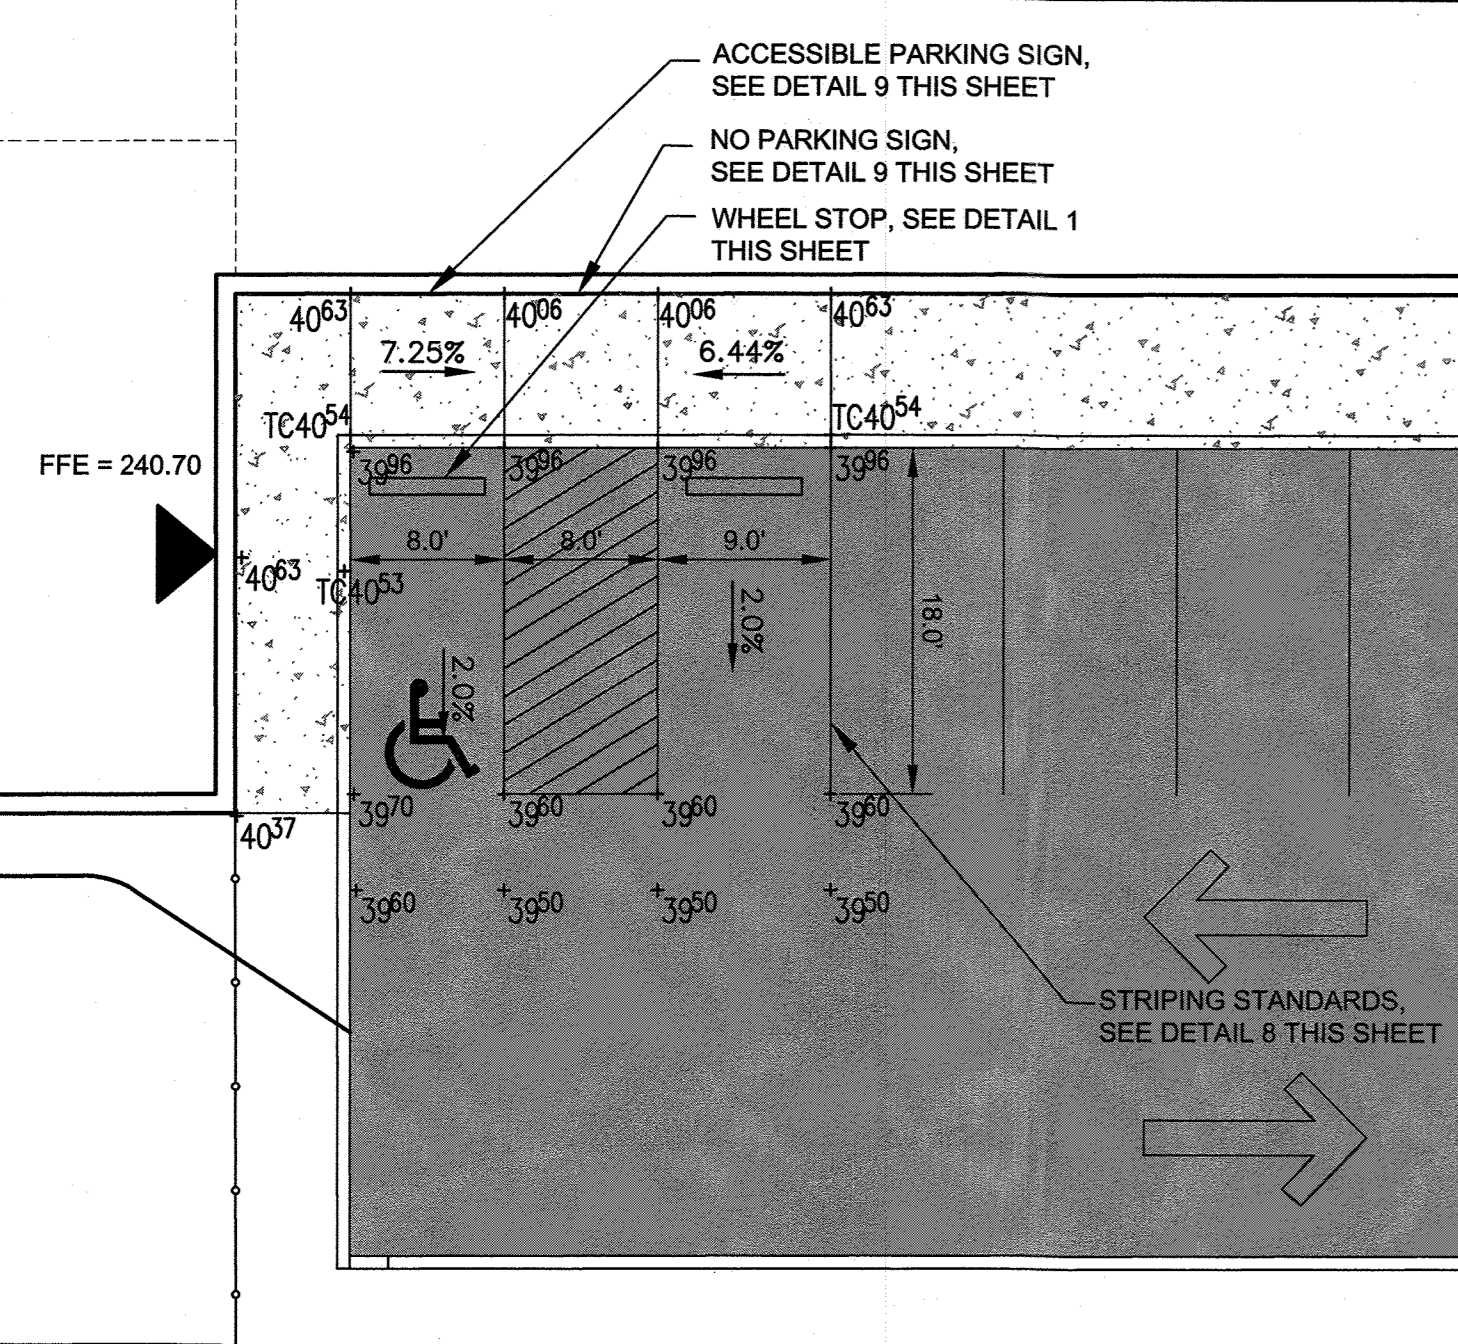 ACCESSIBLE PARKING SIGN,
SEE DETAIL 9 THIS SHEET
NO PARKING SIGN,
SEE DETAIL 9 THIS SHEET
WHEEL STOP, SEE DETAIL 1
THIS SHEET
40⁶³ 40⁰⁶ 40⁰⁶ 40⁶³
7.25% 6.44%
TC40⁵⁴ TC40⁵⁴
FFE = 240.70
39⁹⁶ 39⁹⁶ 39⁹⁶ 39⁹⁶
8.0' 8.0' 9.0'
40⁶³ TC40⁵³
2.0%
18.0'
2.0%
39⁷⁰ 39⁶⁰ 39⁶⁰ 39⁶⁰
40³⁷
39⁶⁰ 39⁵⁰ 39⁵⁰ 39⁵⁰
STRIPING STANDARDS,
SEE DETAIL 8 THIS SHEET